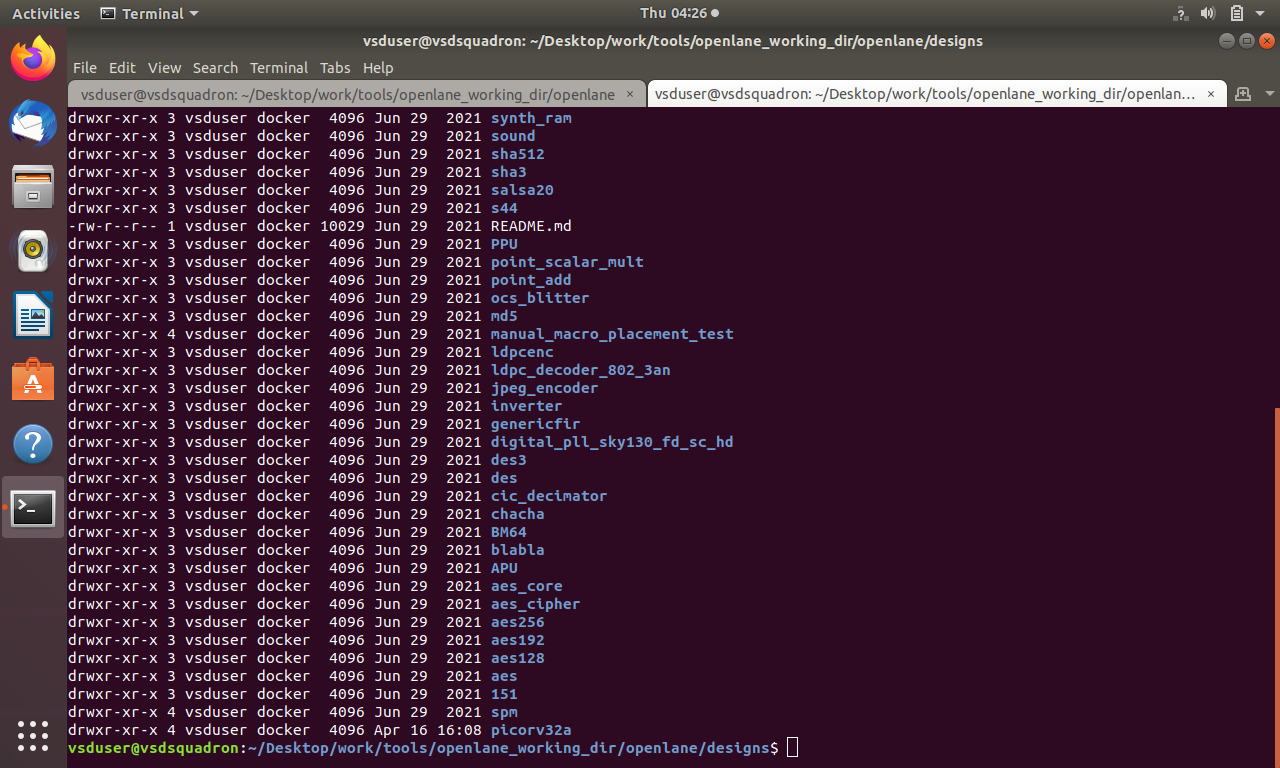 Activities Terminal Thu 04:26
vsduser@vsdsquadron: ~/Desktop/work/tools/openlane_working_dir/openlane/designs
File Edit View Search Terminal Tabs Help
vsduser@vsdsquadron: ~/Desktop/work/tools/openlane_working_dir/openlane × vsduser@vsdsquadron: ~/Desktop/work/tools/openlane_working_dir/openlan... ×
drwxr-xr-x 3 vsduser docker  4096 Jun 29  2021 synth_ram
drwxr-xr-x 3 vsduser docker  4096 Jun 29  2021 sound
drwxr-xr-x 3 vsduser docker  4096 Jun 29  2021 sha512
drwxr-xr-x 3 vsduser docker  4096 Jun 29  2021 sha3
drwxr-xr-x 3 vsduser docker  4096 Jun 29  2021 salsa20
drwxr-xr-x 3 vsduser docker  4096 Jun 29  2021 s44
-rw-r--r-- 1 vsduser docker 10029 Jun 29  2021 README.md
drwxr-xr-x 3 vsduser docker  4096 Jun 29  2021 PPU
drwxr-xr-x 3 vsduser docker  4096 Jun 29  2021 point_scalar_mult
drwxr-xr-x 3 vsduser docker  4096 Jun 29  2021 point_add
drwxr-xr-x 3 vsduser docker  4096 Jun 29  2021 ocs_blitter
drwxr-xr-x 3 vsduser docker  4096 Jun 29  2021 md5
drwxr-xr-x 4 vsduser docker  4096 Jun 29  2021 manual_macro_placement_test
drwxr-xr-x 3 vsduser docker  4096 Jun 29  2021 ldpcenc
drwxr-xr-x 3 vsduser docker  4096 Jun 29  2021 ldpc_decoder_802_3an
drwxr-xr-x 3 vsduser docker  4096 Jun 29  2021 jpeg_encoder
drwxr-xr-x 3 vsduser docker  4096 Jun 29  2021 inverter
drwxr-xr-x 3 vsduser docker  4096 Jun 29  2021 genericfir
drwxr-xr-x 3 vsduser docker  4096 Jun 29  2021 digital_pll_sky130_fd_sc_hd
drwxr-xr-x 3 vsduser docker  4096 Jun 29  2021 des3
drwxr-xr-x 3 vsduser docker  4096 Jun 29  2021 des
drwxr-xr-x 3 vsduser docker  4096 Jun 29  2021 cic_decimator
drwxr-xr-x 3 vsduser docker  4096 Jun 29  2021 chacha
drwxr-xr-x 3 vsduser docker  4096 Jun 29  2021 BM64
drwxr-xr-x 3 vsduser docker  4096 Jun 29  2021 blabla
drwxr-xr-x 3 vsduser docker  4096 Jun 29  2021 APU
drwxr-xr-x 3 vsduser docker  4096 Jun 29  2021 aes_core
drwxr-xr-x 3 vsduser docker  4096 Jun 29  2021 aes_cipher
drwxr-xr-x 3 vsduser docker  4096 Jun 29  2021 aes256
drwxr-xr-x 3 vsduser docker  4096 Jun 29  2021 aes192
drwxr-xr-x 3 vsduser docker  4096 Jun 29  2021 aes128
drwxr-xr-x 3 vsduser docker  4096 Jun 29  2021 aes
drwxr-xr-x 3 vsduser docker  4096 Jun 29  2021 151
drwxr-xr-x 4 vsduser docker  4096 Jun 29  2021 spm
drwxr-xr-x 4 vsduser docker  4096 Apr 16 16:08 picorv32a
vsduser@vsdsquadron:~/Desktop/work/tools/openlane_working_dir/openlane/designs$